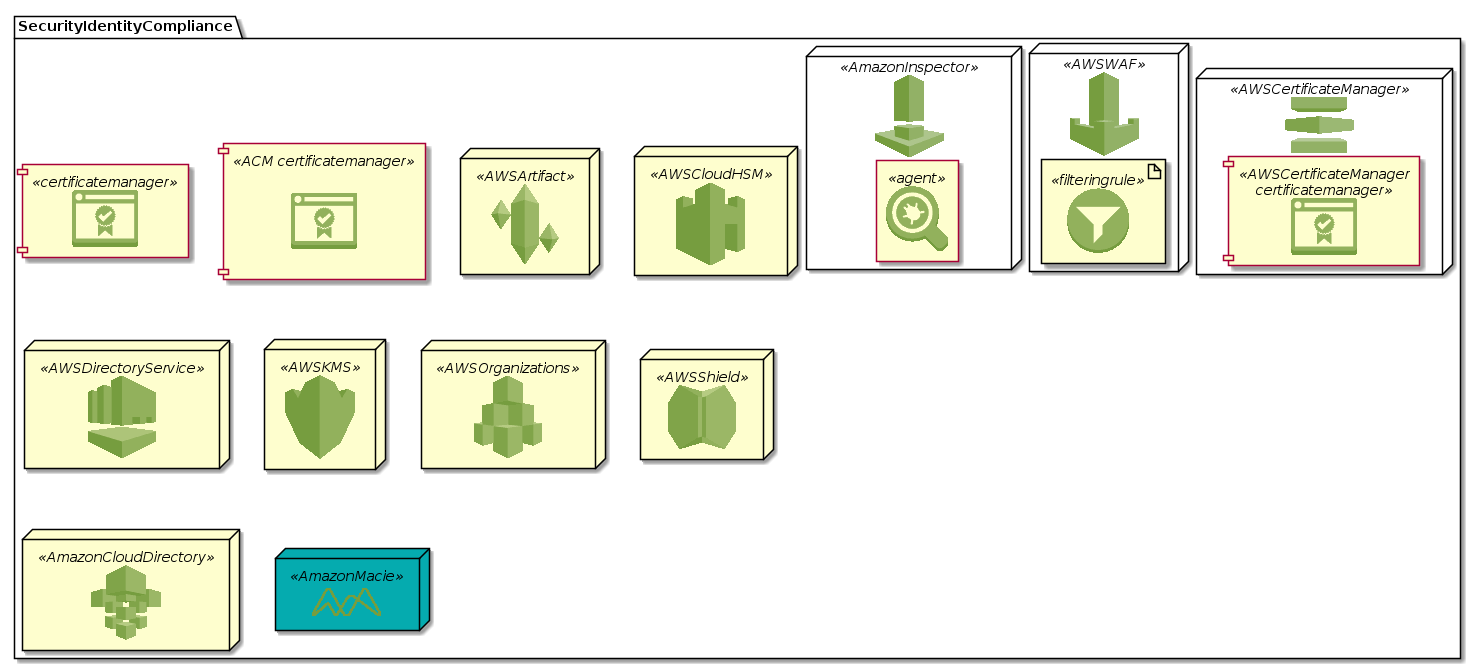 SecurityIdentityCompliance
«certificatemanager»
«ACM certificatemanager»
«AWSArtifact»
«AWSCloudHSM»
«AmazonInspector»
«agent»
«AWSWAF»
«filteringrule»
«AWSCertificateManager»
«AWSCertificateManager
certificatemanager»
«AWSDirectoryService»
«AWSKMS»
«AWSOrganizations»
«AWSShield»
«AmazonCloudDirectory»
«AmazonMacie»